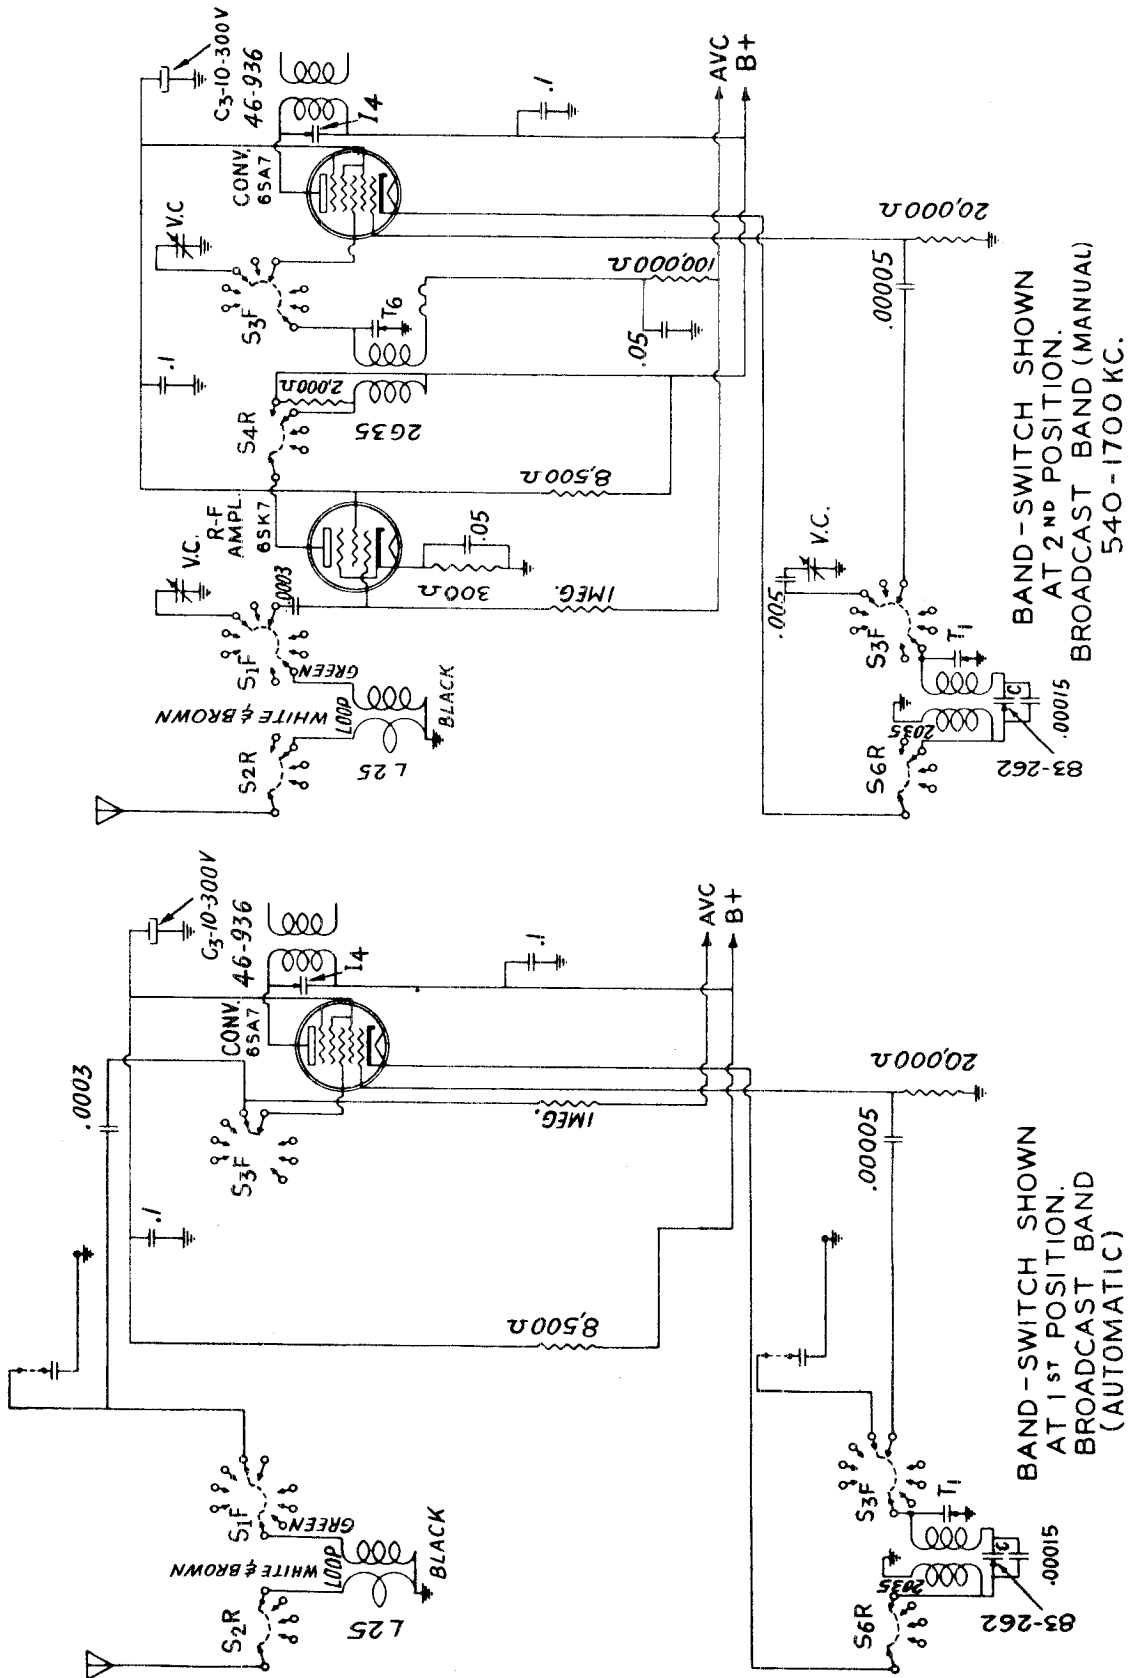 C3-10-300V
46-936
CONV.
6SA7
I4
.1
AVC
B+
V.C
S3F
T6
100,000Ω
.05
20,000Ω
.00005
.1
S4R
2,000Ω
2G35
8,500Ω
R-F
AMPL.
6SK7
.05
300Ω
V.C.
.0003
1MEG.
S1F
GREEN
WHITE & BROWN
LOOP
BLACK
S2R
L25
V.C.
.005
S3F
T1
C
.00015
S6R
2035
83-262
BAND-SWITCH SHOWN
AT 2ND POSITION.
BROADCAST BAND (MANUAL)
540-1700 KC.
C3-10-300V
46-936
CONV.
6SA7
I4
.1
AVC
B+
.0003
S3F
1MEG.
20,000Ω
.00005
.1
8,500Ω
S1F
GREEN
WHITE & BROWN
LOOP
BLACK
S2R
L25
S3F
T1
.00015
S6R
2035
83-262
BAND-SWITCH SHOWN
AT 1ST POSITION.
BROADCAST BAND
(AUTOMATIC)